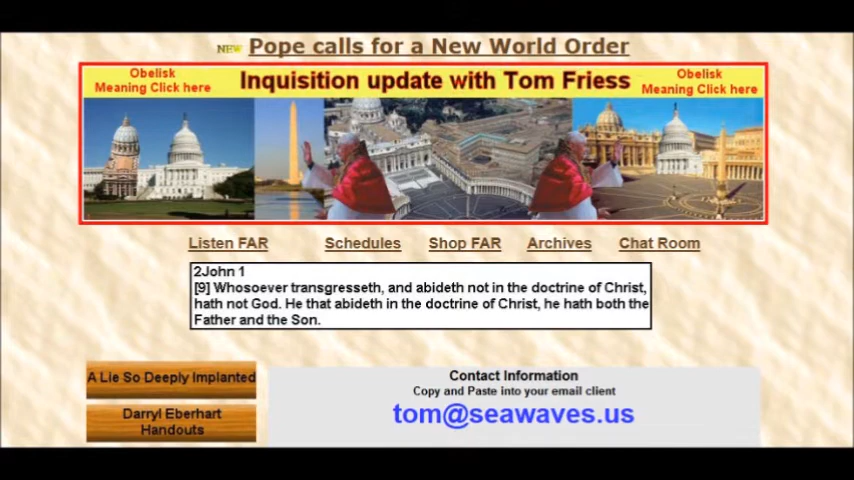 NEW Pope calls for a New World Order
Obelisk
Meaning Click here
Inquisition update with Tom Friess
Obelisk
Meaning Click here
Listen FAR Schedules Shop FAR Archives Chat Room
2John 1
[9] Whosoever transgresseth, and abideth not in the doctrine of Christ,
hath not God. He that abideth in the doctrine of Christ, he hath both the
Father and the Son.
A Lie So Deeply Implanted
Darryl Eberhart
Handouts
Contact Information
Copy and Paste into your email client
tom@seawaves.us